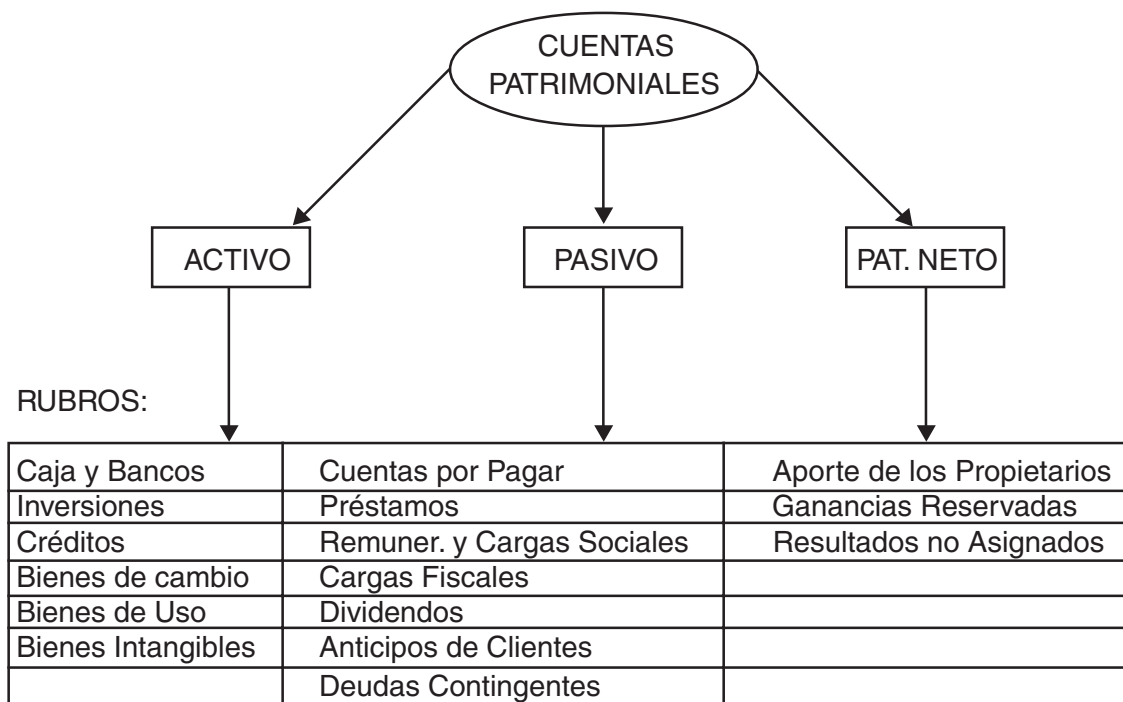 CUENTAS
PATRIMONIALES
ACTIVO
PASIVO
PAT. NETO
RUBROS:
Caja y Bancos
Cuentas por Pagar
Aporte de los Propietarios
Inversiones
Préstamos
Ganancias Reservadas
Créditos
Remuner. y Cargas Sociales
Resultados no Asignados
Bienes de cambio
Cargas Fiscales
Bienes de Uso
Dividendos
Bienes Intangibles
Anticipos de Clientes
Deudas Contingentes